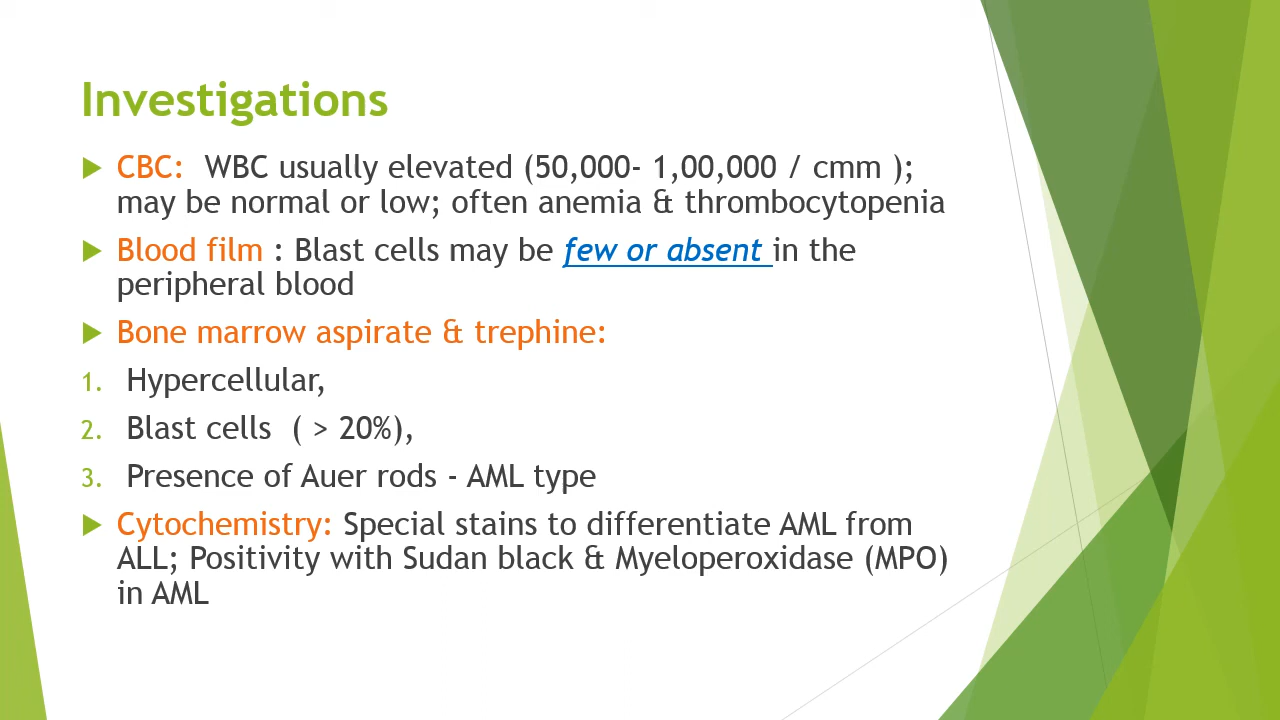 Investigations
CBC: WBC usually elevated (50,000- 1,00,000 / cmm );
may be normal or low; often anemia & thrombocytopenia
Blood film : Blast cells may be few or absent in the
peripheral blood
Bone marrow aspirate & trephine:
1. Hypercellular,
2. Blast cells ( > 20%),
3. Presence of Auer rods - AML type
Cytochemistry: Special stains to differentiate AML from
ALL; Positivity with Sudan black & Myeloperoxidase (MPO)
in AML